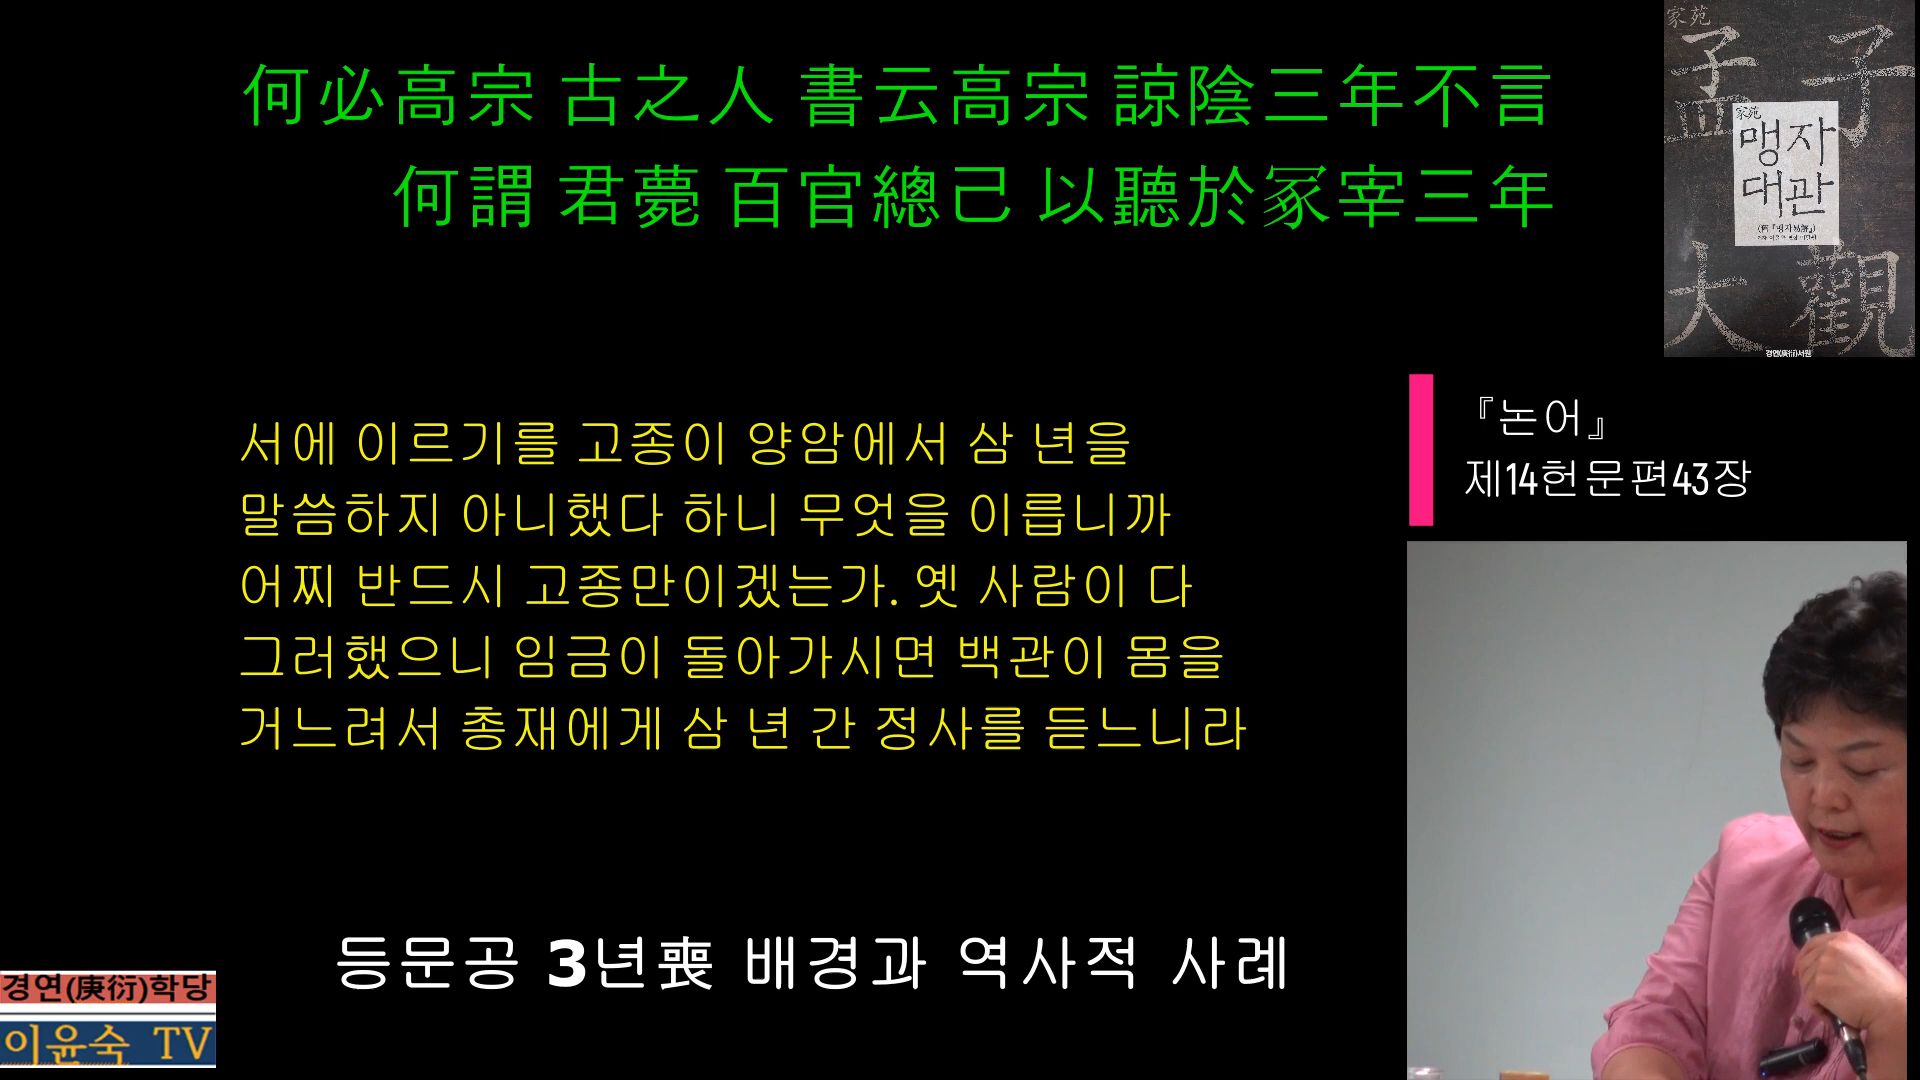 何必高宗 古之人 書云高宗 諒陰三年不言
何謂 君薨 百官總己 以聽於冢宰三年
家苑
孟子
家苑
맹자
대관
大觀
경연(庚衍)서원
『논어』
제14헌문편43장
서에 이르기를 고종이 양암에서 삼 년을
말씀하지 아니했다 하니 무엇을 이릅니까
어찌 반드시 고종만이겠는가. 옛 사람이 다
그러했으니 임금이 돌아가시면 백관이 몸을
거느려서 총재에게 삼 년 간 정사를 듣느니라
등문공 3년喪 배경과 역사적 사례
경연(庚衍)학당
이윤숙 TV